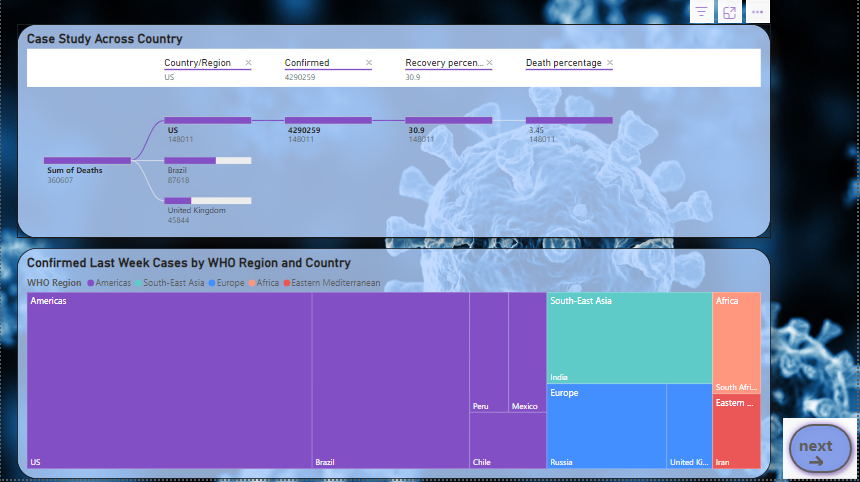 Case Study Across Country
Country/Region Confirmed Recovery percen... Death percentage
US 4290259 30.9
US 4290259 30.9 3.45
148011 148011 148011 148011
Sum of Deaths
360607
Brazil
87618
United Kingdom
45844
Confirmed Last Week Cases by WHO Region and Country
WHO Region Americas South-East Asia Europe Africa Eastern Mediterranean
Americas South-East Asia Africa
India South Afri...
Europe Eastern ...
Peru Mexico
US Brazil Chile Russia United Ki... Iran
next